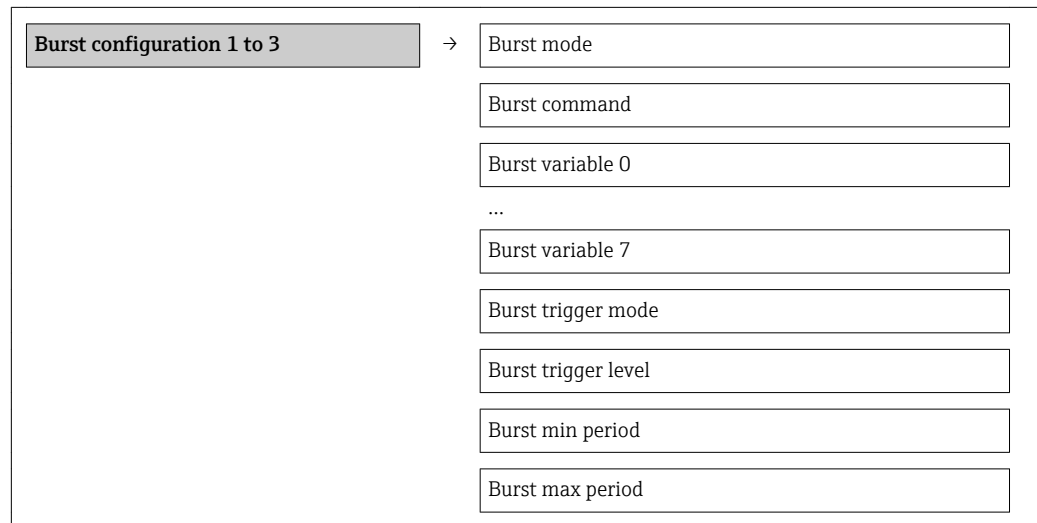 Burst configuration 1 to 3 → Burst mode
Burst command
Burst variable 0
...
Burst variable 7
Burst trigger mode
Burst trigger level
Burst min period
Burst max period